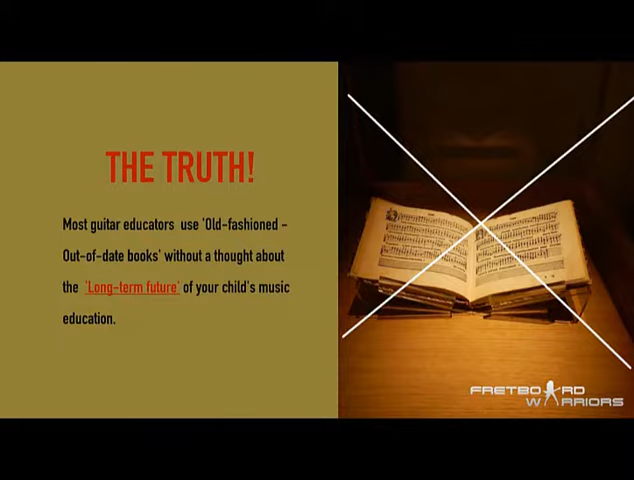 THE TRUTH!
Most guitar educators use 'Old-fashioned -
Out-of-date books' without a thought about
the 'Long-term future' of your child's music
education.
FRETBOARD
WARRIORS